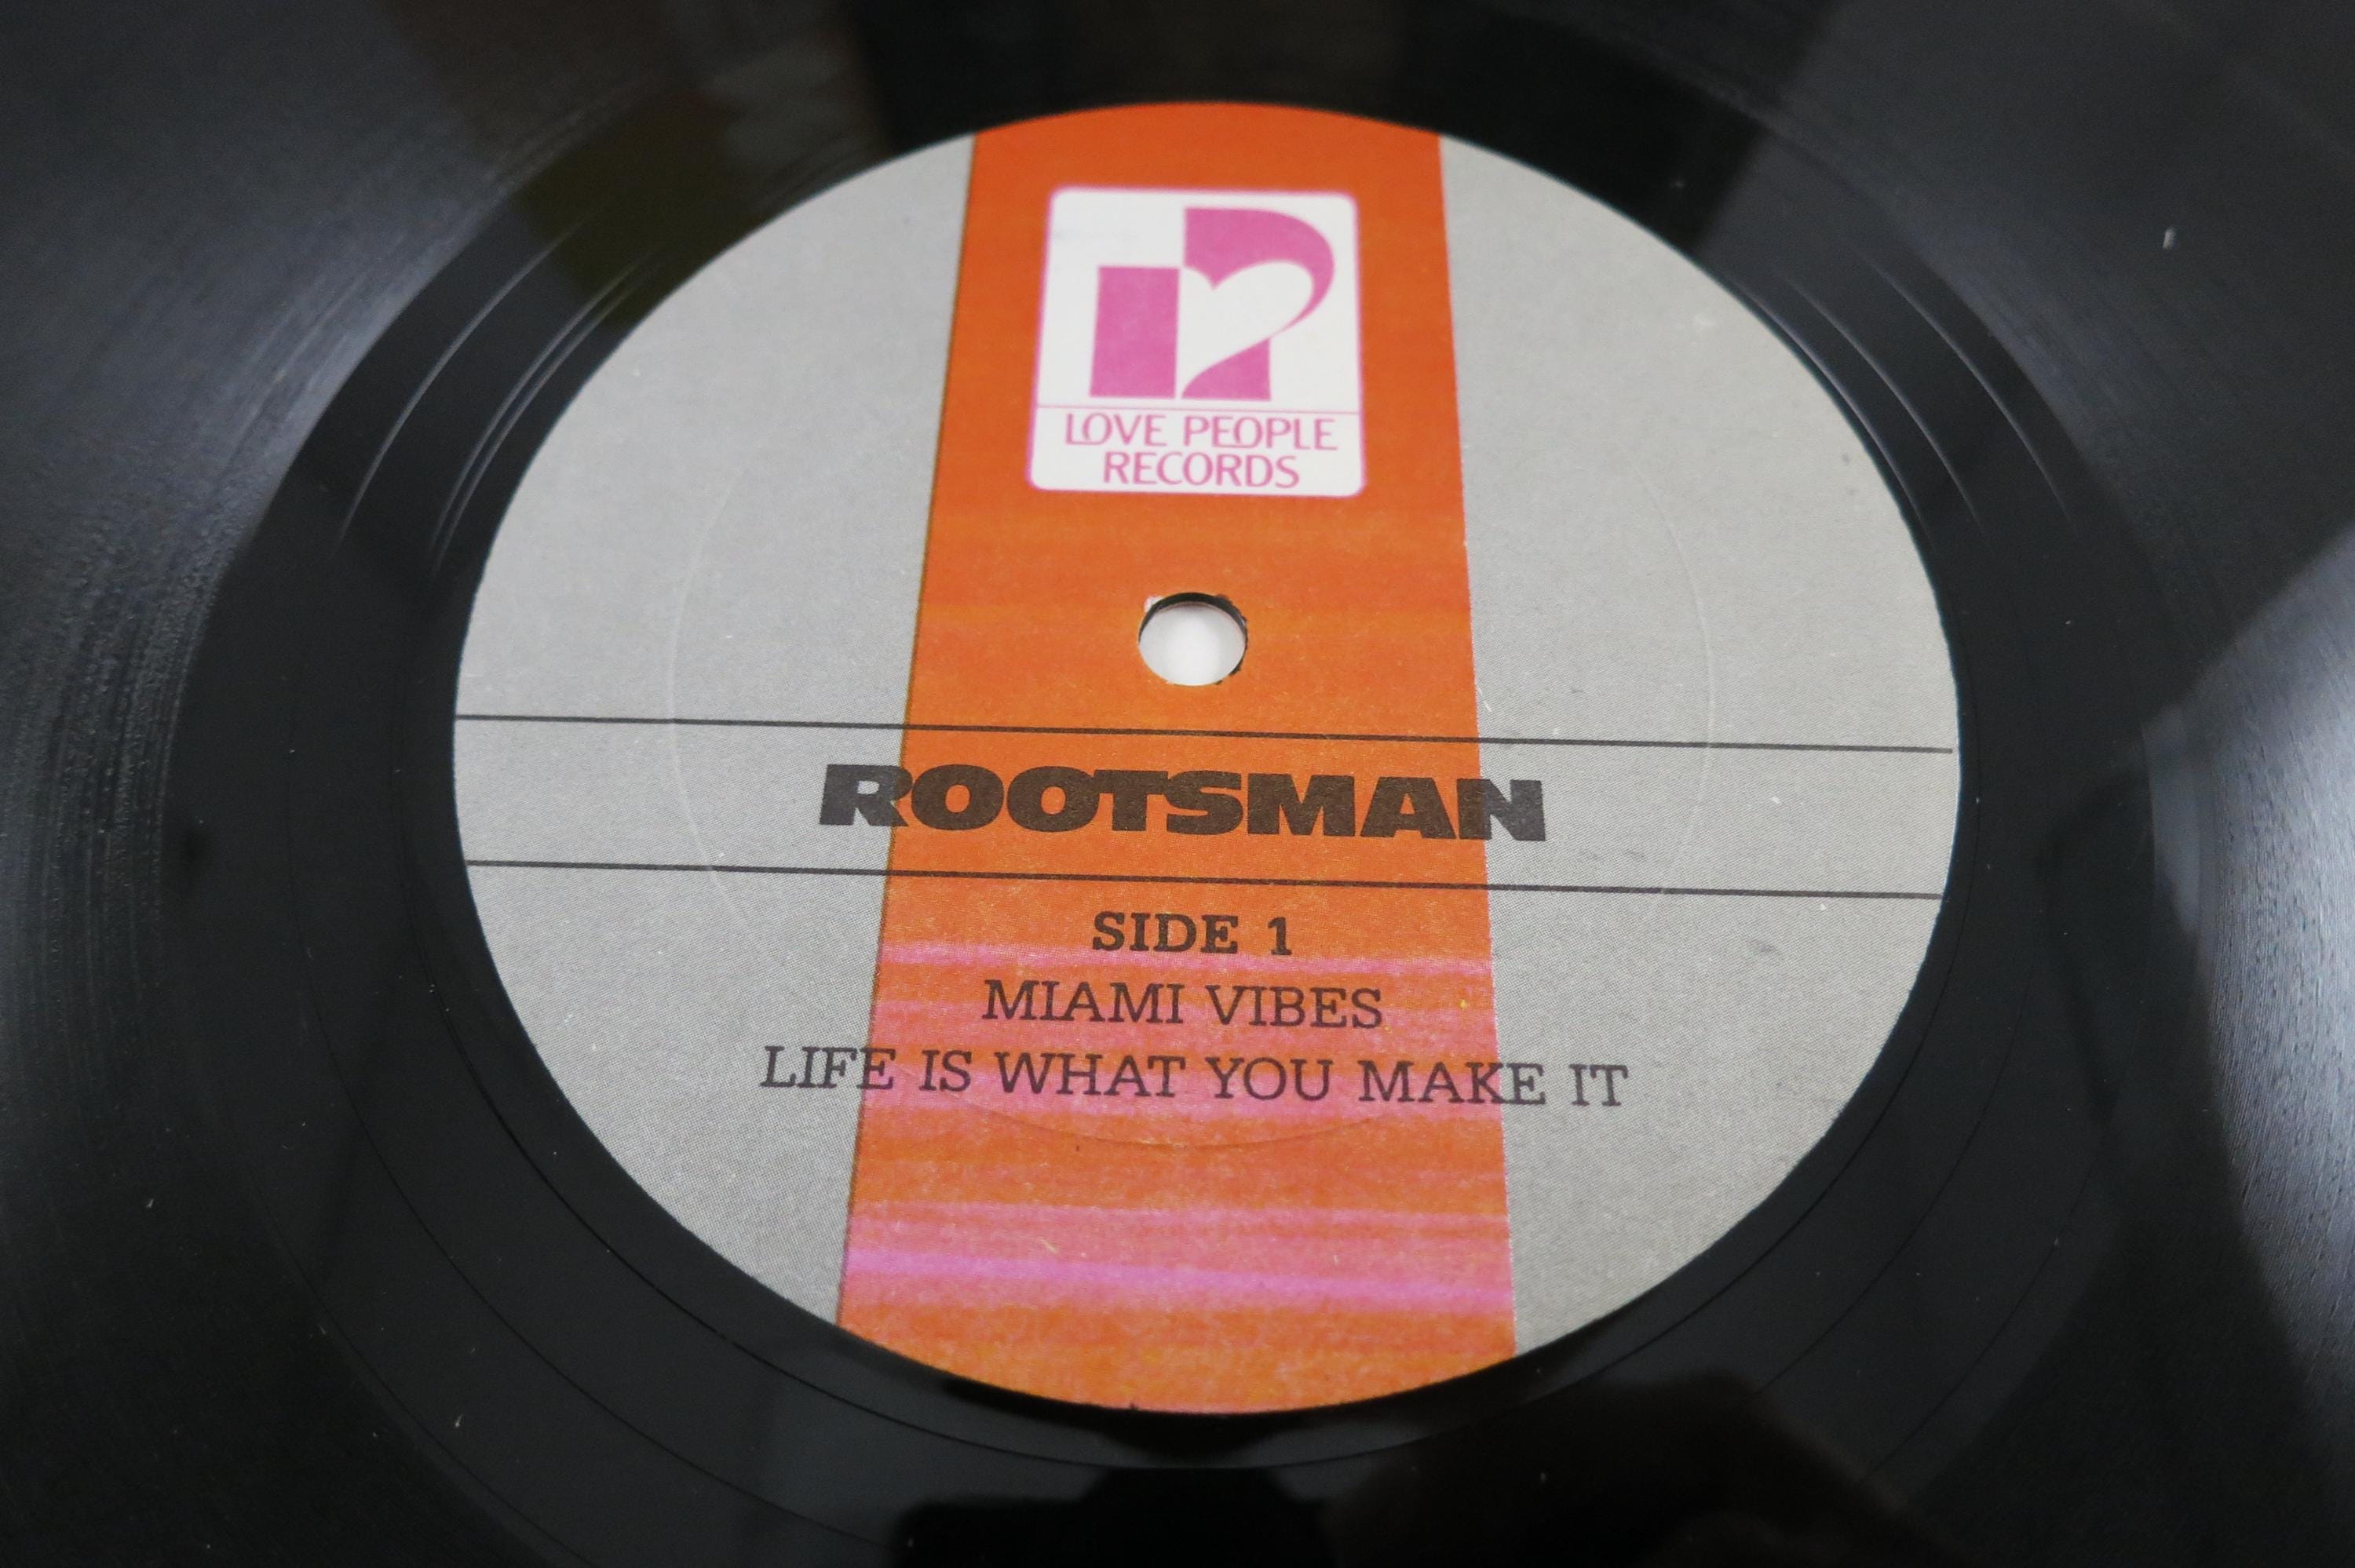 LOVE PEOPLE
RECORDS
ROOTSMAN
SIDE 1
MIAMI VIBES
LIFE IS WHAT YOU MAKE IT